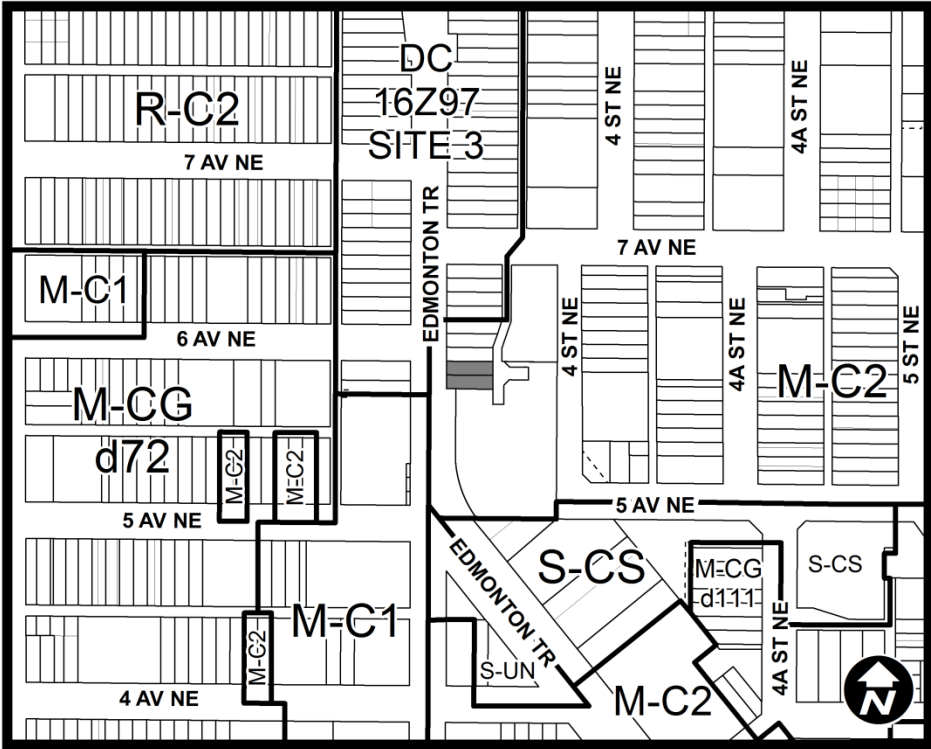 DC
16Z97
SITE 3
R-C2
4 ST NE
4A ST NE
7 AV NE
EDMONTON TR
7 AV NE
M-C1
6 AV NE
4 ST NE
4A ST NE
5 ST NE
M-C2
M-CG
d72
M-C2
M-C2
5 AV NE
5 AV NE
EDMONTON TR
S-CS
M-CG
d111
S-CS
M-C1
M-C2
S-UN
4A ST NE
4 AV NE
M-C2
N